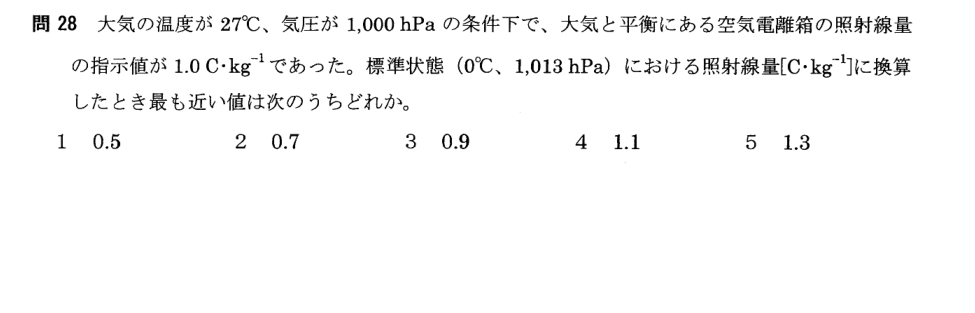 問 28 大気の温度が 27℃、気圧が 1,000 hPa の条件下で、大気と平衡にある空気電離箱の照射線量
の指示値が 1.0 C·kg⁻¹であった。標準状態（0℃、1,013 hPa）における照射線量[C·kg⁻¹]に換算
したとき最も近い値は次のうちどれか。
1 0.5 2 0.7 3 0.9 4 1.1 5 1.3